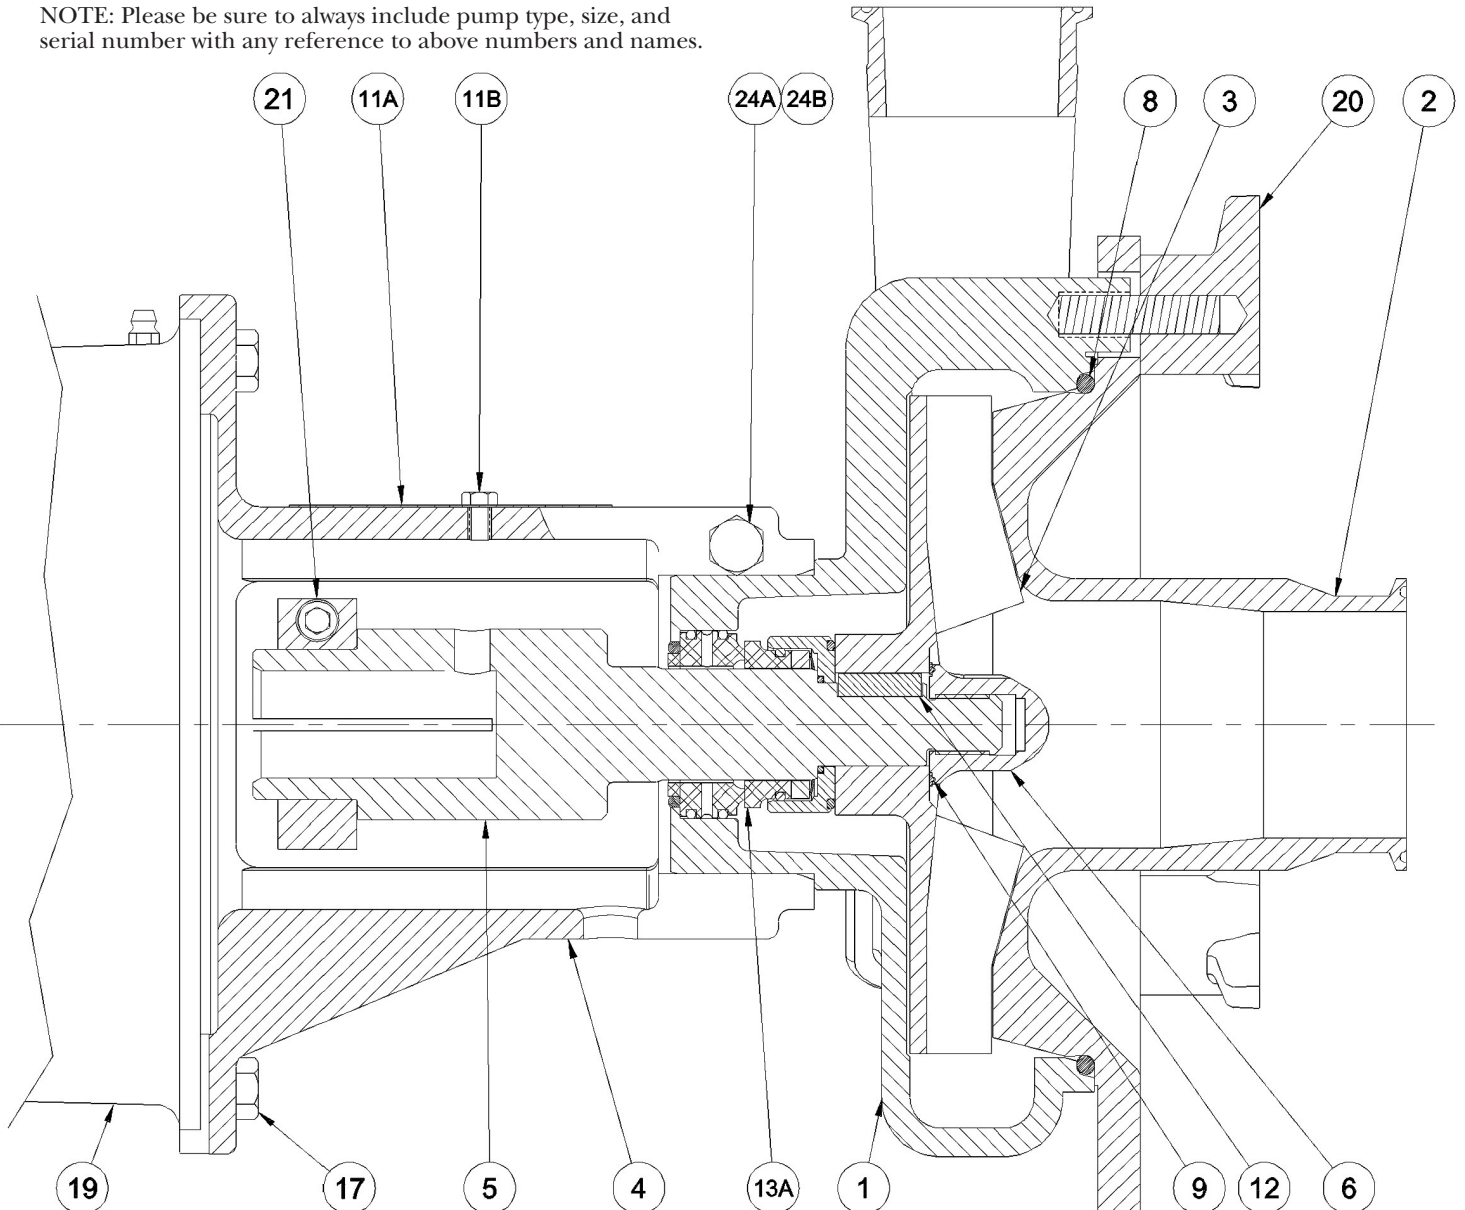 NOTE: Please be sure to always include pump type, size, and
serial number with any reference to above numbers and names.
21 11A 11B 24A 24B 8 3 20 2
19 17 5 4 13A 1 9 12 6